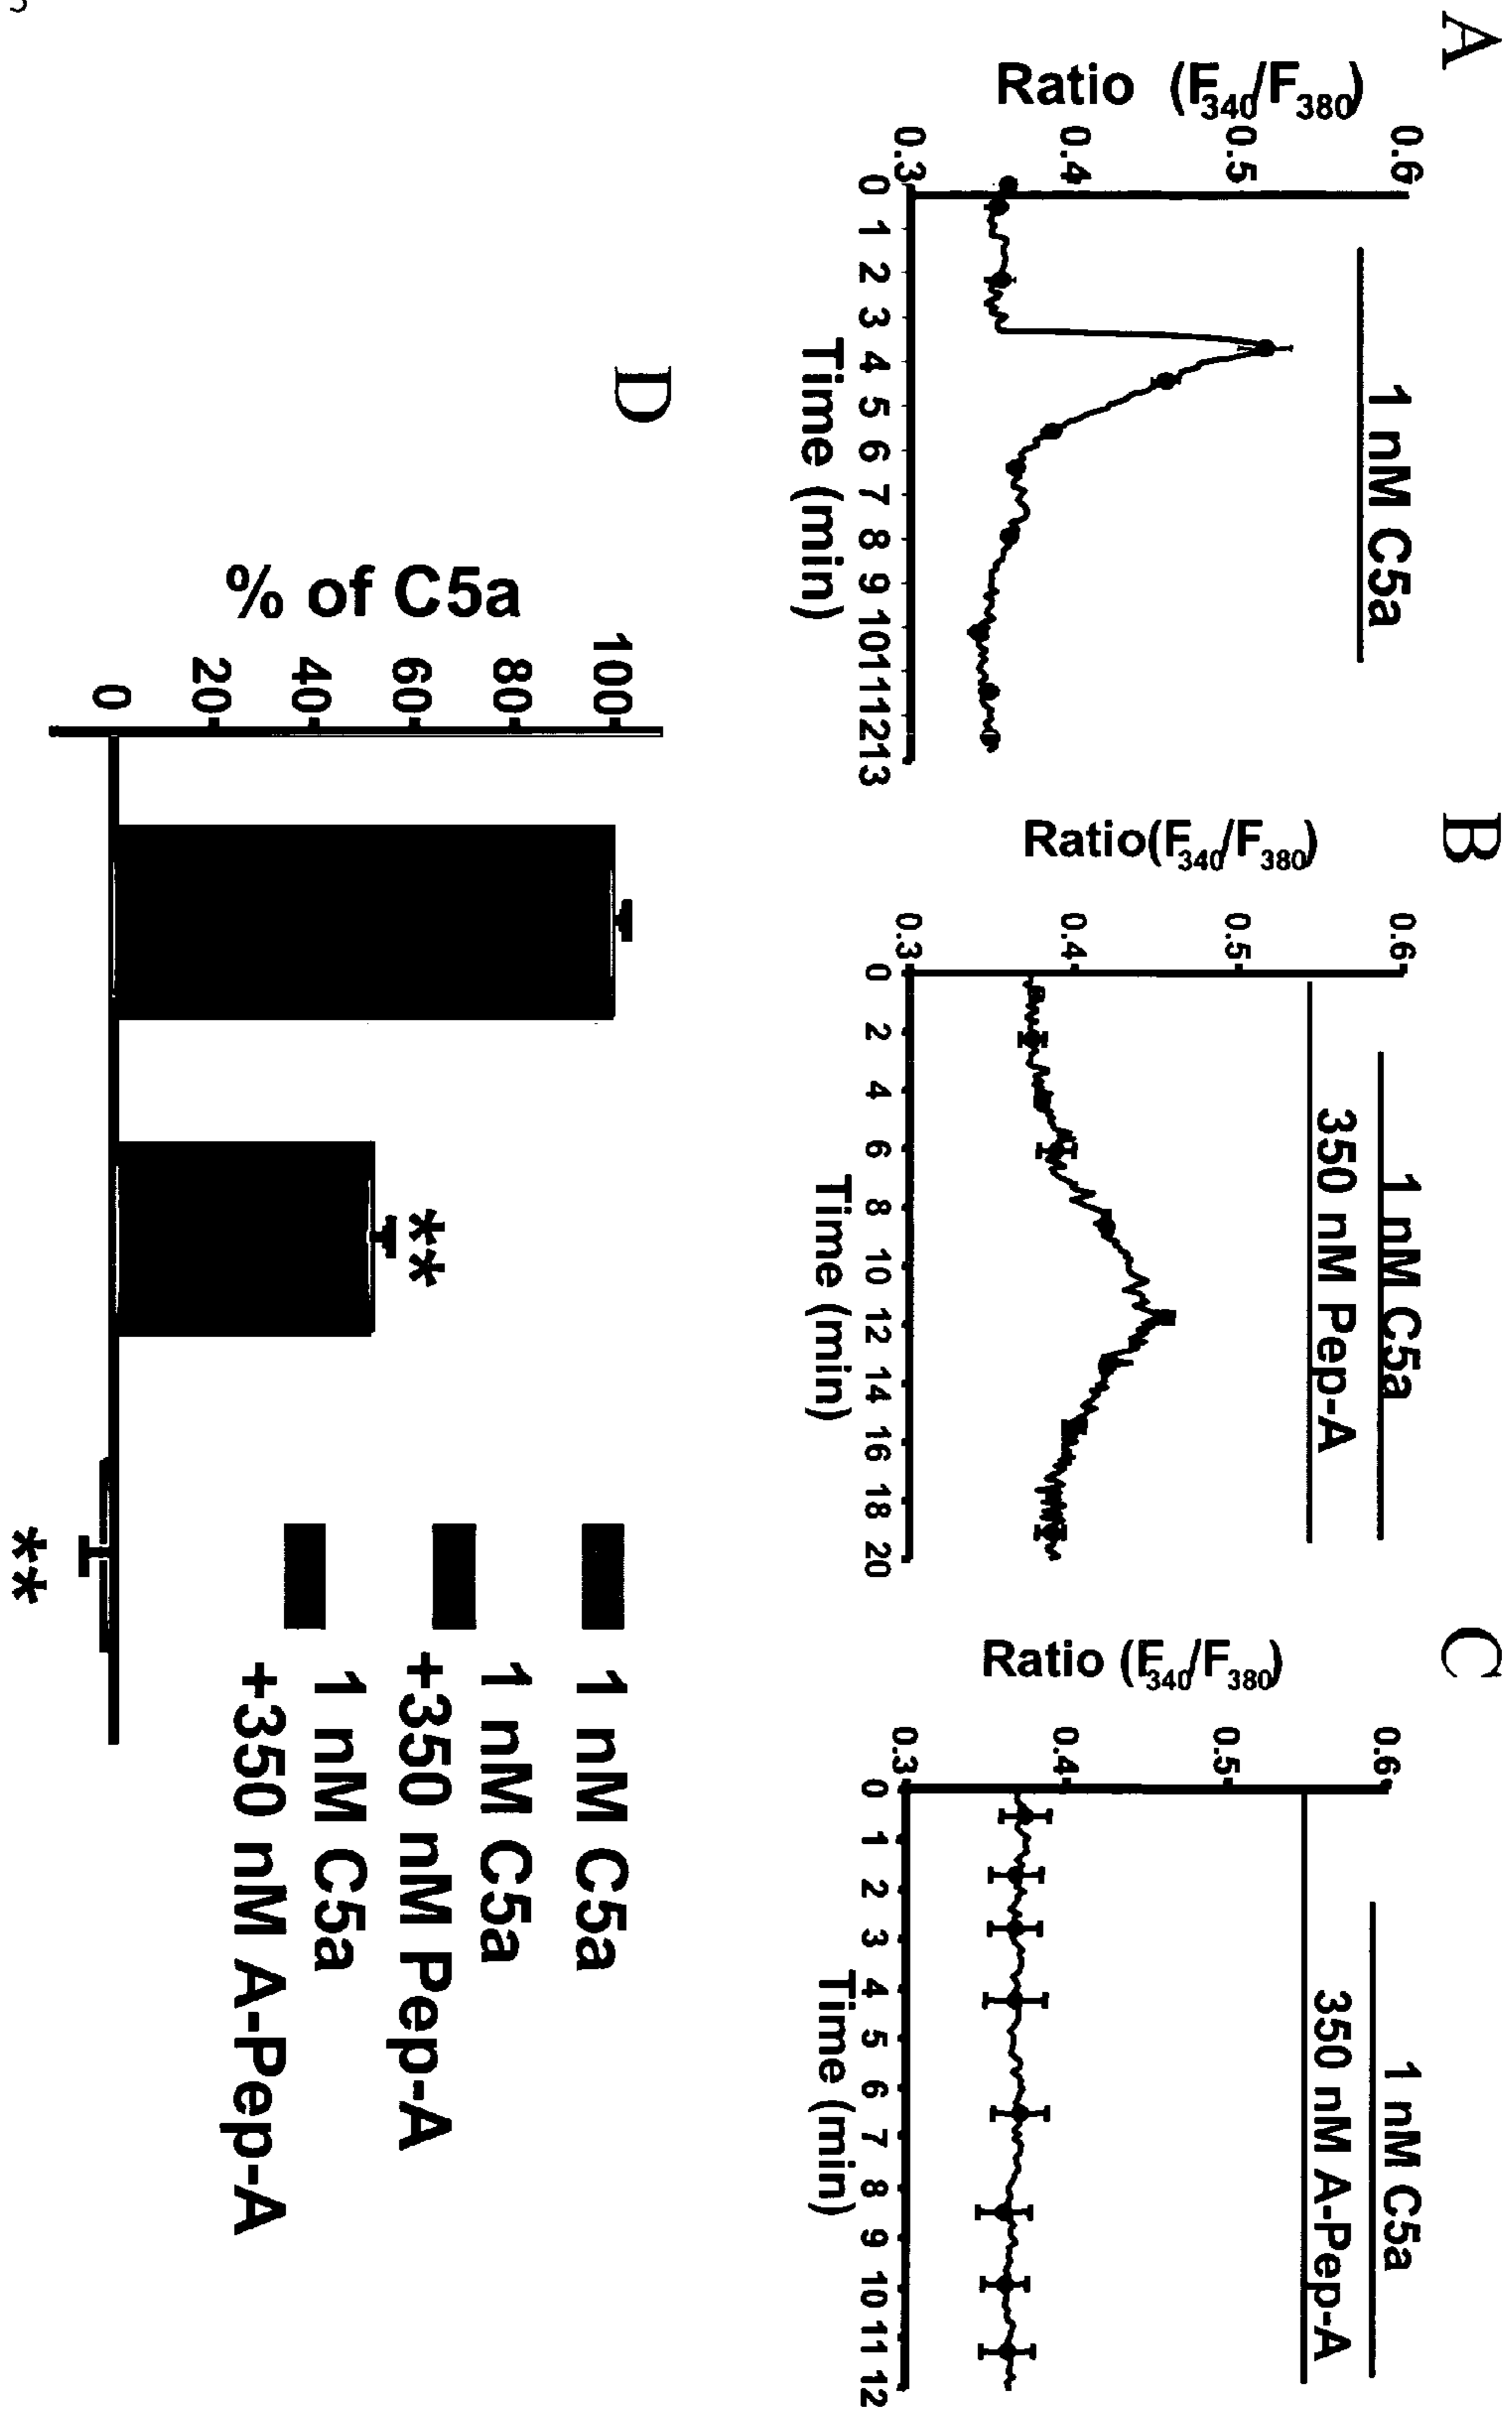 A
Ratio (F340/F380)
0.6
0.5
0.4
0.3
0 1 2 3 4 5 6 7 8 9 10 11 12 13
Time (min)
1 nM C5a
B
Ratio(F340/F380)
0.6
0.5
0.4
0.3
0 2 4 6 8 10 12 14 16 18 20
Time (min)
1 nM C5a
350 nM Pep-A
C
Ratio (F340/F380)
0.6
0.5
0.4
0.3
0 1 2 3 4 5 6 7 8 9 10 11 12
Time (min)
1 nM C5a
350 nM A-Pep-A
D
% of C5a
100
80
60
40
20
0
**
**
1 nM C5a
1 nM C5a
+350 nM Pep-A
1 nM C5a
+350 nM A-Pep-A